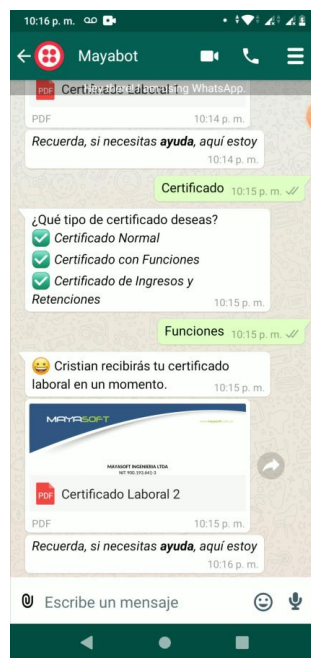 10:16 p. m.
Mayabot
PDF Certificado Laboral 1
PDF 10:14 p. m.
Recuerda, si necesitas ayuda, aquí estoy
10:14 p. m.
Certificado 10:15 p. m.
¿Qué tipo de certificado deseas?
Certificado Normal
Certificado con Funciones
Certificado de Ingresos y
Retenciones 10:15 p. m.
Funciones 10:15 p. m.
Cristian recibirás tu certificado
laboral en un momento. 10:15 p. m.
MAYASOFT
MAYASOFT INGENIERIA LTDA
PDF Certificado Laboral 2
PDF 10:15 p. m.
Recuerda, si necesitas ayuda, aquí estoy
10:16 p. m.
Escribe un mensaje